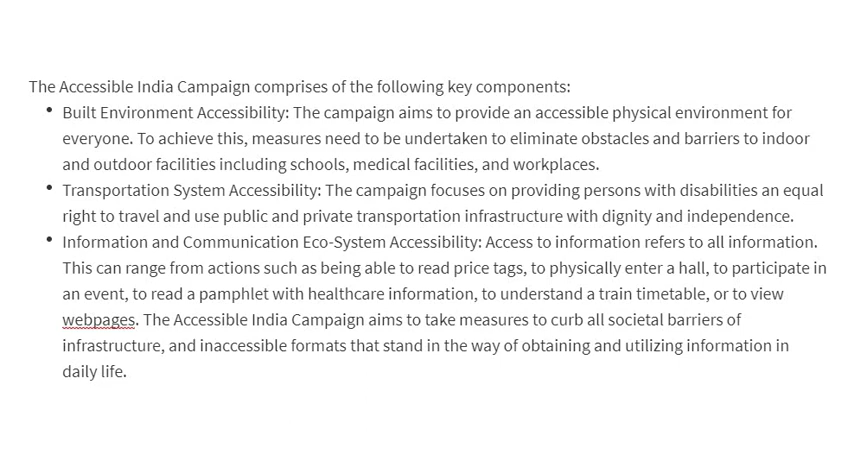 The Accessible India Campaign comprises of the following key components:
• Built Environment Accessibility: The campaign aims to provide an accessible physical environment for
everyone. To achieve this, measures need to be undertaken to eliminate obstacles and barriers to indoor
and outdoor facilities including schools, medical facilities, and workplaces.
• Transportation System Accessibility: The campaign focuses on providing persons with disabilities an equal
right to travel and use public and private transportation infrastructure with dignity and independence.
• Information and Communication Eco-System Accessibility: Access to information refers to all information.
This can range from actions such as being able to read price tags, to physically enter a hall, to participate in
an event, to read a pamphlet with healthcare information, to understand a train timetable, or to view
webpages. The Accessible India Campaign aims to take measures to curb all societal barriers of
infrastructure, and inaccessible formats that stand in the way of obtaining and utilizing information in
daily life.